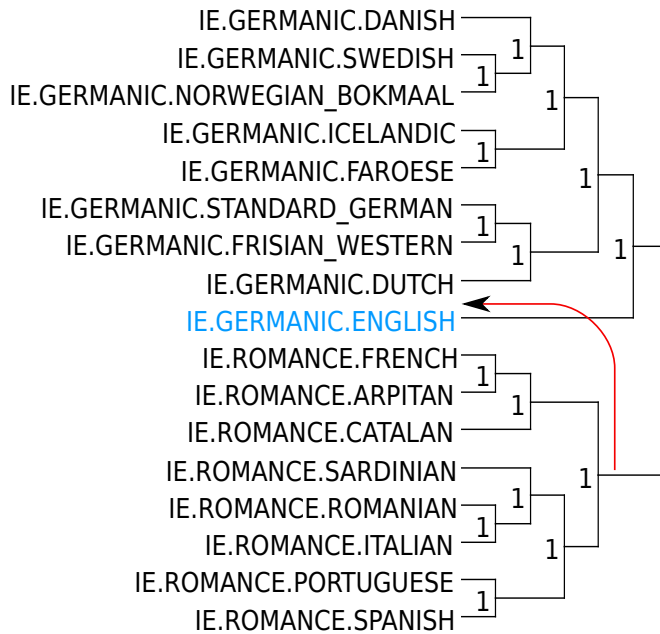 IE.GERMANIC.DANISH
1
IE.GERMANIC.SWEDISH
1
IE.GERMANIC.NORWEGIAN_BOKMAAL
1
IE.GERMANIC.ICELANDIC
1
IE.GERMANIC.FAROESE
1
IE.GERMANIC.STANDARD_GERMAN
1
IE.GERMANIC.FRISIAN_WESTERN
1
1
IE.GERMANIC.DUTCH
IE.GERMANIC.ENGLISH
IE.ROMANCE.FRENCH
1
IE.ROMANCE.ARPITAN
1
IE.ROMANCE.CATALAN
IE.ROMANCE.SARDINIAN
1
1
IE.ROMANCE.ROMANIAN
1
IE.ROMANCE.ITALIAN
1
IE.ROMANCE.PORTUGUESE
1
IE.ROMANCE.SPANISH